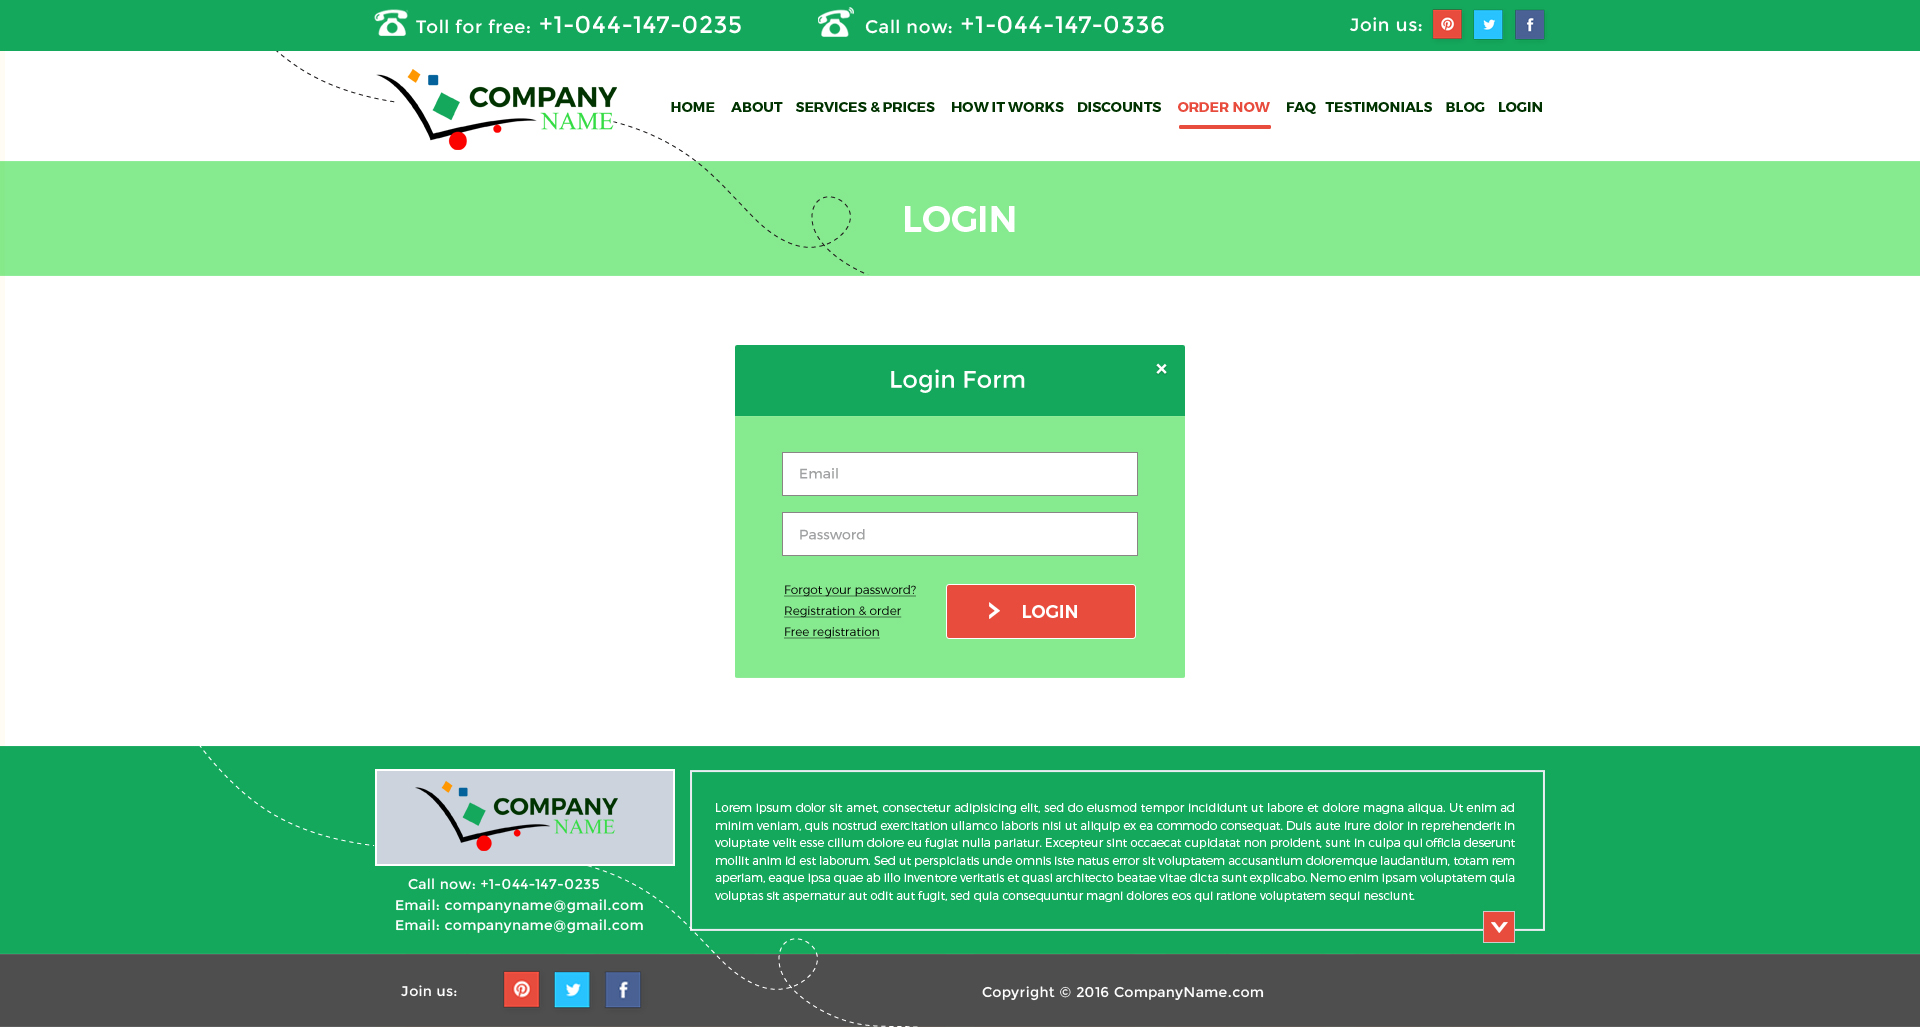 Toll for free: +1-044-147-0235
Call now: +1-044-147-0336
Join us:
COMPANY
NAME
HOME ABOUT SERVICES & PRICES HOW IT WORKS DISCOUNTS ORDER NOW FAQ TESTIMONIALS BLOG LOGIN
LOGIN
Login Form
×
Email
Password
Forgot your password?
Registration & order
Free registration
LOGIN
COMPANY
NAME
Call now: +1-044-147-0235
Email: companyname@gmail.com
Email: companyname@gmail.com
Lorem ipsum dolor sit amet, consectetur adipisicing elit, sed do eiusmod tempor incididunt ut labore et dolore magna aliqua. Ut enim ad
minim veniam, quis nostrud exercitation ullamco laboris nisi ut aliquip ex ea commodo consequat. Duis aute irure dolor in reprehenderit in
voluptate velit esse cillum dolore eu fugiat nulla pariatur. Excepteur sint occaecat cupidatat non proident, sunt in culpa qui officia deserunt
mollit anim id est laborum. Sed ut perspiciatis unde omnis iste natus error sit voluptatem accusantium doloremque laudantium, totam rem
aperiam, eaque ipsa quae ab illo inventore veritatis et quasi architecto beatae vitae dicta sunt explicabo. Nemo enim ipsam voluptatem quia
voluptas sit aspernatur aut odit aut fugit, sed quia consequuntur magni dolores eos qui ratione voluptatem sequi nesciunt.
Join us:
Copyright © 2016 CompanyName.com